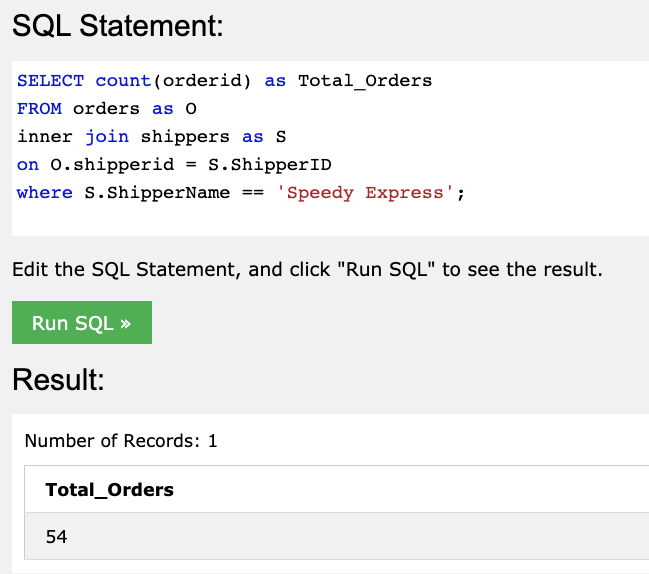 SQL Statement:
SELECT count(orderid) as Total_Orders
FROM orders as O
inner join shippers as S
on O.shipperid = S.ShipperID
where S.ShipperName == 'Speedy Express';
Edit the SQL Statement, and click "Run SQL" to see the result.
Run SQL »
Result:
Number of Records: 1
Total_Orders
54